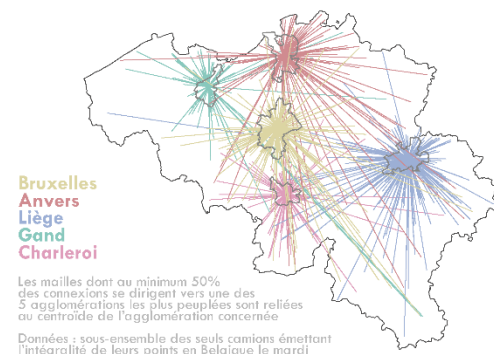 Bruxelles
Anvers
Liège
Gand
Charleroi
Les mailles dont au minimum 50%
des connexions se dirigent vers une des
5 agglomérations les plus peuplées sont reliées
au centroïde de l'agglomération concernée
Données : sous-ensemble des seuls camions émettant
l'intégralité de leurs points en Belgique le mardi